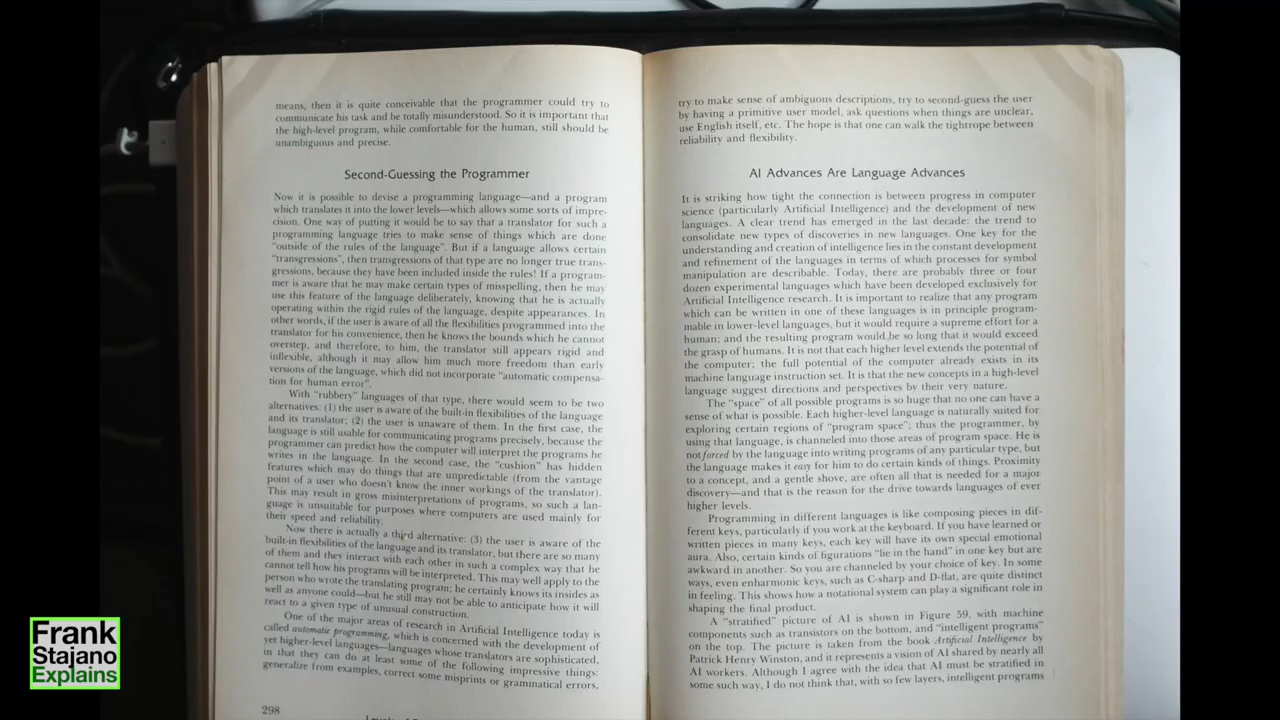 means, then it is quite conceivable that the programmer could try to
communicate his task and be totally misunderstood. So it is important that
the high-level program, while comfortable for the human, still should be
unambiguous and precise.
Second-Guessing the Programmer
Now it is possible to devise a programming language—and a program
which translates it into the lower levels—which allows some sorts of impre-
cision. One way of putting it would be to say that a translator for such a
programming language tries to make sense of things which are done
"outside of the rules of the language". But if a language allows certain
"transgressions", then transgressions of that type are no longer true trans-
gressions, because they have been included inside the rules! If a program-
mer is aware that he may make certain types of misspelling, then he may
use this feature of the language deliberately, knowing that he is actually
operating within the rigid rules of the language, despite appearances. In
other words, if the user is aware of all the flexibilities programmed into the
translator for his convenience, then he knows the bounds which he cannot
overstep, and therefore, to him, the translator still appears rigid and
inflexible, although it may allow him much more freedom than early
versions of the language, which did not incorporate "automatic compensa-
tion for human error".
With "rubbery" languages of that type, there would seem to be two
alternatives: (1) the user is aware of the built-in flexibilities of the language
and its translator; (2) the user is unaware of them. In the first case, the
language is still usable for communicating programs precisely, because the
programmer can predict how the computer will interpret the programs he
writes in the language. In the second case, the "cushion" has hidden
features which may do things that are unpredictable (from the vantage
point of a user who doesn't know the inner workings of the translator).
This may result in gross misinterpretations of programs, so such a lan-
guage is unsuitable for purposes where computers are used mainly for
their speed and reliability.
Now there is actually a third alternative: (3) the user is aware of the
built-in flexibilities of the language and its translator, but there are so many
of them and they interact with each other in such a complex way that he
cannot tell how his programs will be interpreted. This may well apply to the
person who wrote the translating program; he certainly knows its insides as
well as anyone could—but he still may not be able to anticipate how it will
react to a given type of unusual construction.
One of the major areas of research in Artificial Intelligence today is
called automatic programming, which is concerned with the development of
yet higher-level languages—languages whose translators are sophisticated,
in that they can do at least some of the following impressive things:
generalize from examples, correct some misprints or grammatical errors,
298
try to make sense of ambiguous descriptions, try to second-guess the user
by having a primitive user model, ask questions when things are unclear,
use English itself, etc. The hope is that one can walk the tightrope between
reliability and flexibility.
AI Advances Are Language Advances
It is striking how tight the connection is between progress in computer
science (particularly Artificial Intelligence) and the development of new
languages. A clear trend has emerged in the last decade: the trend to
consolidate new types of discoveries in new languages. One key for the
understanding and creation of intelligence lies in the constant development
and refinement of the languages in terms of which processes for symbol
manipulation are describable. Today, there are probably three or four
dozen experimental languages which have been developed exclusively for
Artificial Intelligence research. It is important to realize that any program
which can be written in one of these languages is in principle program-
mable in lower-level languages, but it would require a supreme effort for a
human; and the resulting program would be so long that it would exceed
the grasp of humans. It is not that each higher level extends the potential of
the computer; the full potential of the computer already exists in its
machine language instruction set. It is that the new concepts in a high-level
language suggest directions and perspectives by their very nature.
The "space" of all possible programs is so huge that no one can have a
sense of what is possible. Each higher-level language is naturally suited for
exploring certain regions of "program space"; thus the programmer, by
using that language, is channeled into those areas of program space. He is
not forced by the language into writing programs of any particular type, but
the language makes it easy for him to do certain kinds of things. Proximity
to a concept, and a gentle shove, are often all that is needed for a major
discovery—and that is the reason for the drive towards languages of ever
higher levels.
Programming in different languages is like composing pieces in dif-
ferent keys, particularly if you work at the keyboard. If you have learned or
written pieces in many keys, each key will have its own special emotional
aura. Also, certain kinds of figurations "lie in the hand" in one key but are
awkward in another. So you are channeled by your choice of key. In some
ways, even enharmonic keys, such as C-sharp and D-flat, are quite distinct
in feeling. This shows how a notational system can play a significant role in
shaping the final product.
A "stratified" picture of AI is shown in Figure 59, with machine
components such as transistors on the bottom, and "intelligent programs"
on the top. The picture is taken from the book Artificial Intelligence by
Patrick Henry Winston, and it represents a vision of AI shared by nearly all
AI workers. Although I agree with the idea that AI must be stratified in
some such way, I do not think that, with so few layers, intelligent programs
Frank
Stajano
Explains